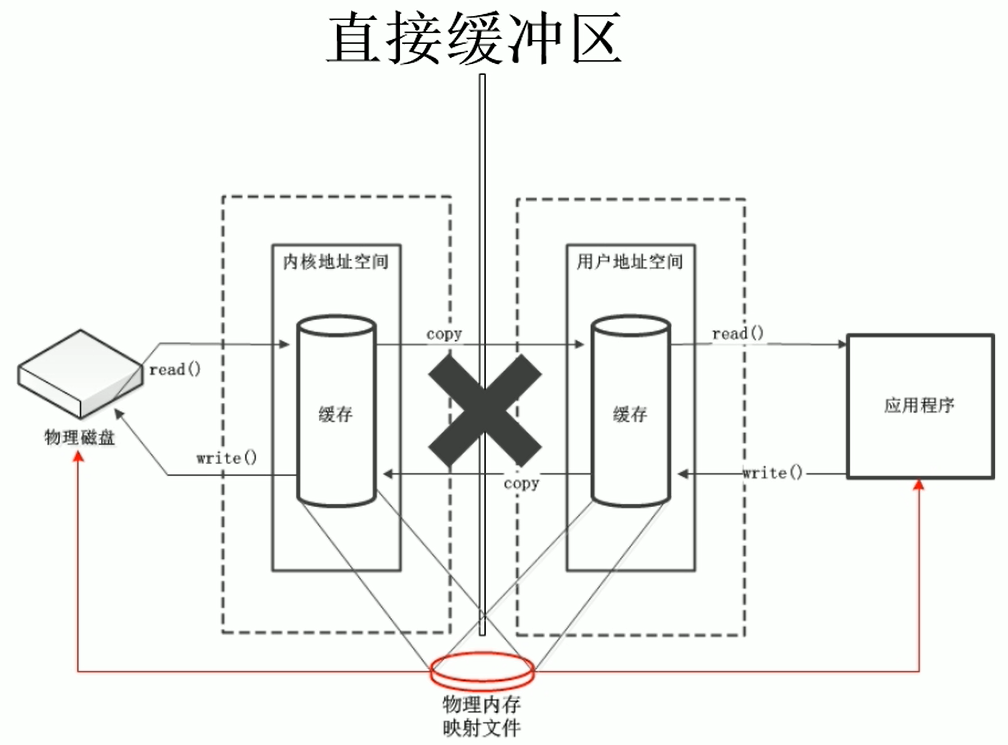 直接缓冲区
内核地址空间
用户地址空间
copy
read()
read()
缓存
缓存
应用程序
物理磁盘
write()
copy
write()
物理内存
映射文件